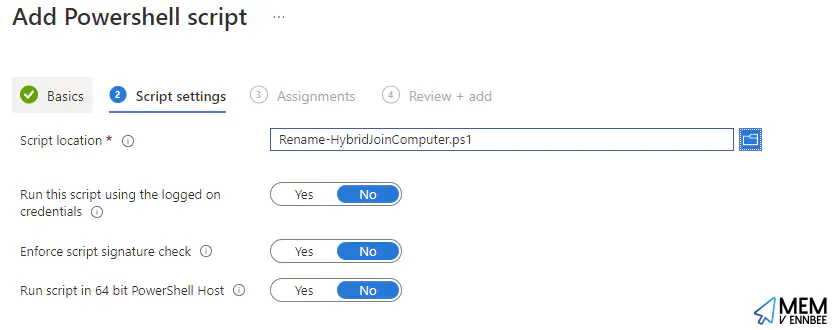 Add Powershell script ...
Basics 2 Script settings 3 Assignments 4 Review + add
Script location * Rename-HybridJoinComputer.ps1
Run this script using the logged on Yes No
credentials
Enforce script signature check Yes No
Run script in 64 bit PowerShell Host Yes No
MEM
V ENNBEE